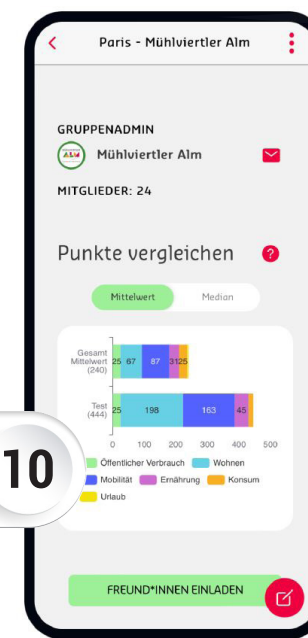 Paris - Mühlviertler Alm
GRUPPENADMIN
Mühlviertler Alm
MITGLIEDER: 24
Punkte vergleichen ?
Mittelwert Median
Gesamt
Mittelwert
(240)
25 67 87 31 25
Test
(444)
25 198 163 45
0 100 200 300 400 500
Öffentlicher Verbrauch Wohnen
Mobilität Ernährung Konsum
Urlaub
10
FREUND*INNEN EINLADEN